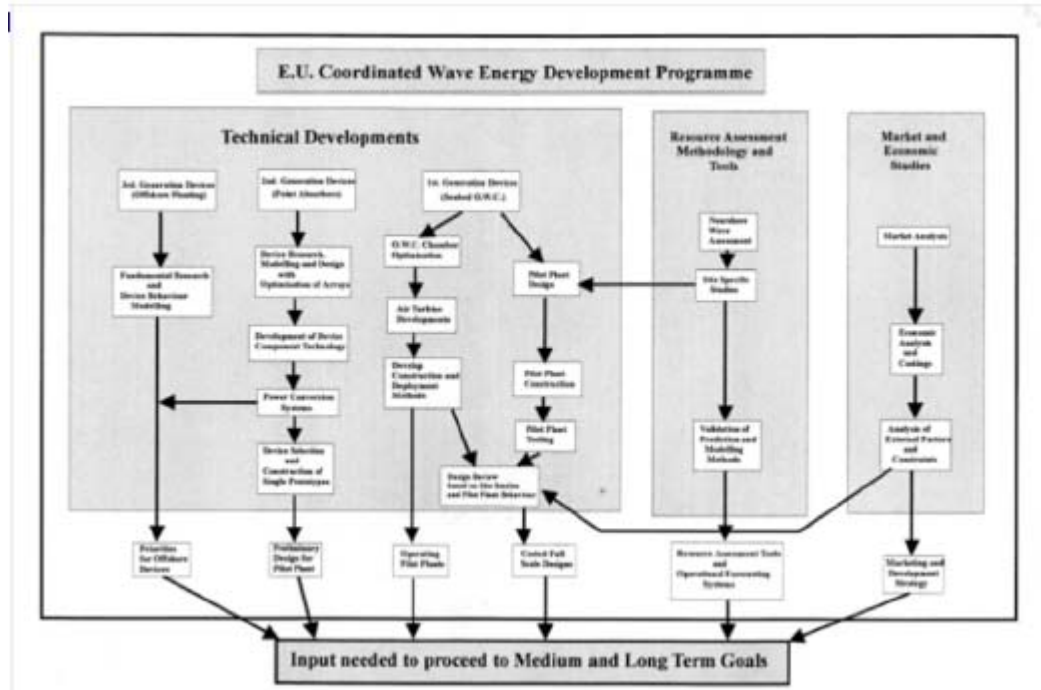 E.U. Coordinated Wave Energy Development Programme
Technical Developments
Resource Assessment
Methodology and
Tools
Market and
Economic
Studies
3rd. Generation Devices
(Offshore Floating)
2nd. Generation Devices
(Point Absorbers)
1st. Generation Devices
O.W.C. Chamber
Optimisation
Nearshore
Wave
Assessment
Market Analysis
Fundamental Research
and
Device Behaviour
Modelling
Device Research,
Modelling and Design
with
Optimisation of Arrays
Pilot Plant
Design
Site Specific
Studies
Air Turbine
Developments
Development of Device
Component Technology
Economic
Analysis
and
Costings
Develop
Construction and
Deployment
Methods
Pilot Plant
Construction
Power Conversion
Systems
Pilot Plant
Testing
Validation of
Prediction and
Modelling
Methods
Analysis of
External Factors
and
Constraints
Device Selection
and
Construction of
Single Prototypes
Design Review
and Pilot Plant Behaviour
Priorities
for Offshore
Devices
Preliminary
Design for
Pilot Plant
Operating
Pilot Plants
Costed Full
Scale Designs
Resource Assessment Tools
and
Operational Forecasting
Systems
Marketing and
Development
Strategy
Input needed to proceed to Medium and Long Term Goals